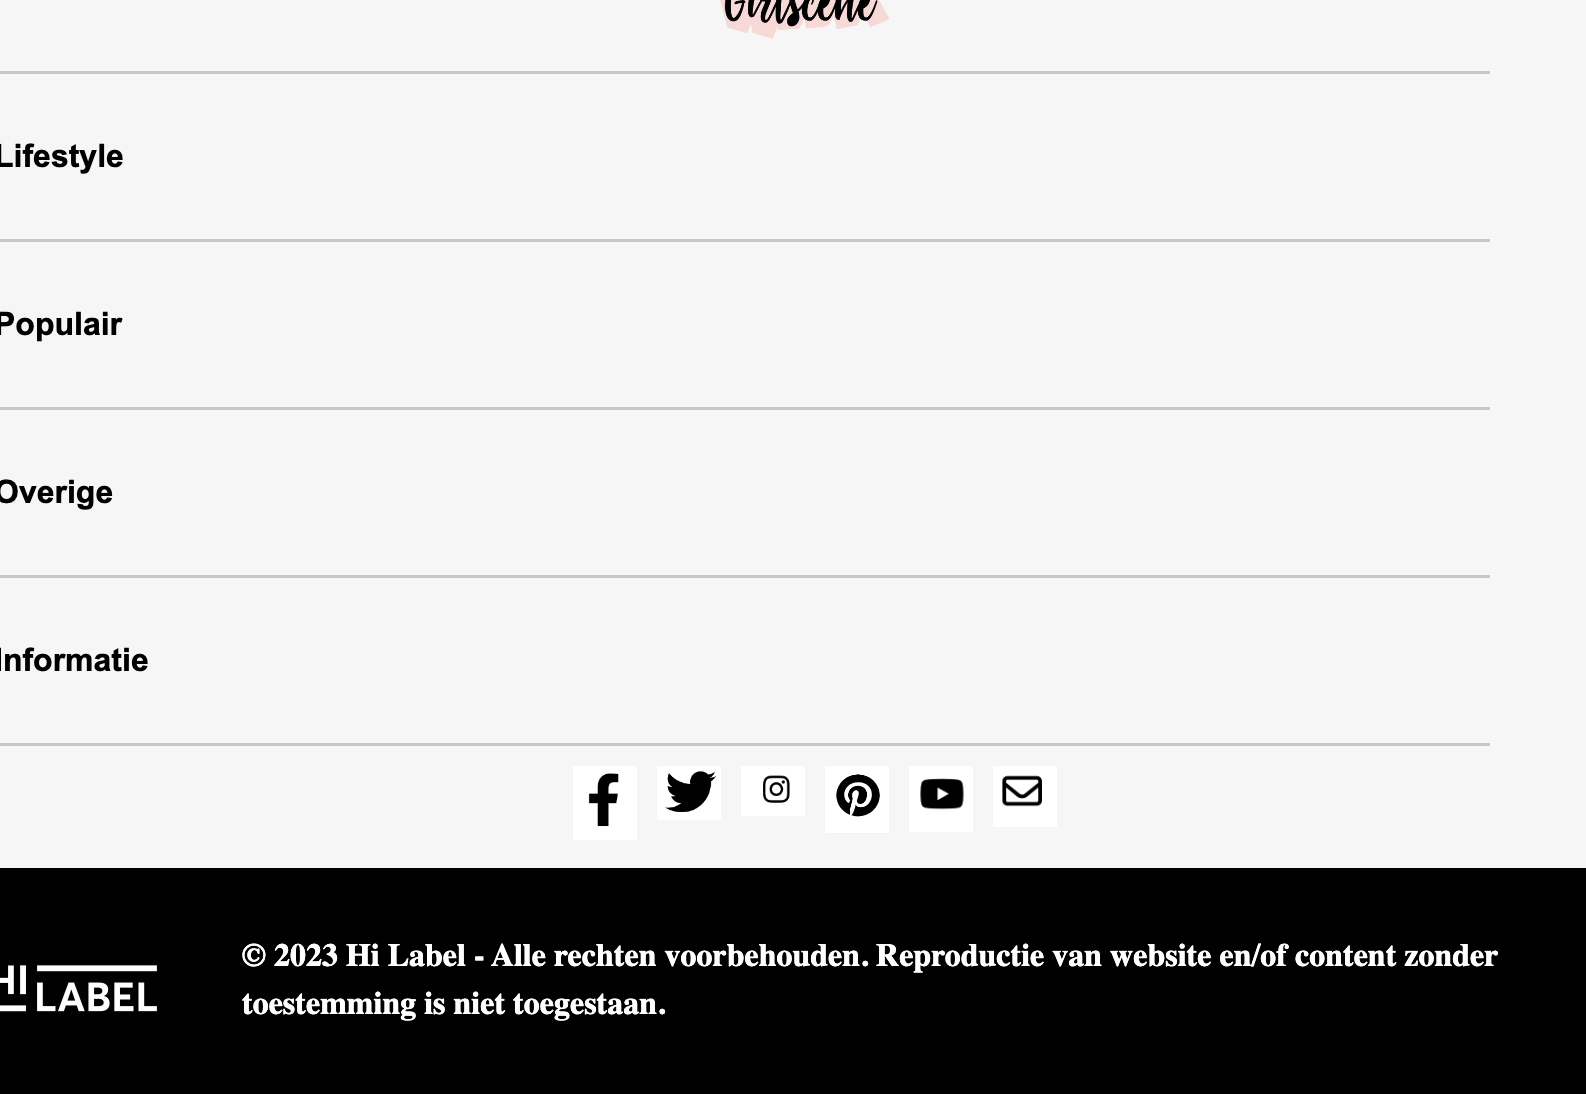 Girlscene
Lifestyle
Populair
Overige
Informatie
© 2023 Hi Label - Alle rechten voorbehouden. Reproductie van website en/of content zonder
toestemming is niet toegestaan.
HI
LABEL